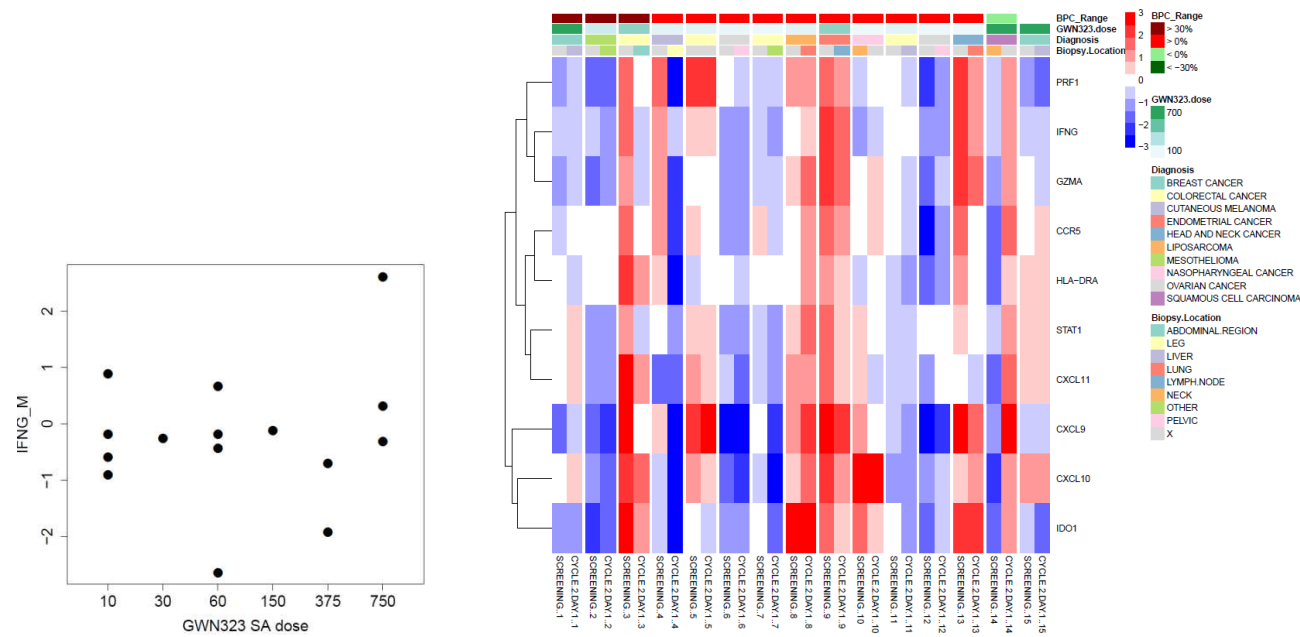 IFNG_M
2
1
0
−1
−2
10
30
60
150
375
750
GWN323 SA dose
BPC_Range
GWN323.dose
Diagnosis
Biopsy.Location
PRF1
IFNG
GZMA
CCR5
HLA-DRA
STAT1
CXCL11
CXCL9
CXCL10
IDO1
SCREENING..1
CYCLE.2.DAY.1..1
SCREENING..2
CYCLE.2.DAY.1..2
SCREENING..3
CYCLE.2.DAY.1..3
SCREENING..4
CYCLE.2.DAY.1..4
SCREENING..5
CYCLE.2.DAY.1..5
SCREENING..6
CYCLE.2.DAY.1..6
SCREENING..7
CYCLE.2.DAY.1..7
SCREENING..8
CYCLE.2.DAY.1..8
SCREENING..9
CYCLE.2.DAY.1..9
SCREENING..10
CYCLE.2.DAY.1..10
SCREENING..11
CYCLE.2.DAY.1..11
SCREENING..12
CYCLE.2.DAY.1..12
SCREENING..13
CYCLE.2.DAY.1..13
SCREENING..14
CYCLE.2.DAY.1..14
SCREENING..15
CYCLE.2.DAY.1..15
3
2
1
0
−1
−2
−3
BPC_Range
> 30%
> 0%
< 0%
< −30%
GWN323.dose
700
100
Diagnosis
BREAST CANCER
COLORECTAL CANCER
CUTANEOUS MELANOMA
ENDOMETRIAL CANCER
HEAD AND NECK CANCER
LIPOSARCOMA
MESOTHELIOMA
NASOPHARYNGEAL CANCER
OVARIAN CANCER
SQUAMOUS CELL CARCINOMA
Biopsy.Location
ABDOMINAL.REGION
LEG
LIVER
LUNG
LYMPH.NODE
NECK
OTHER
PELVIC
X